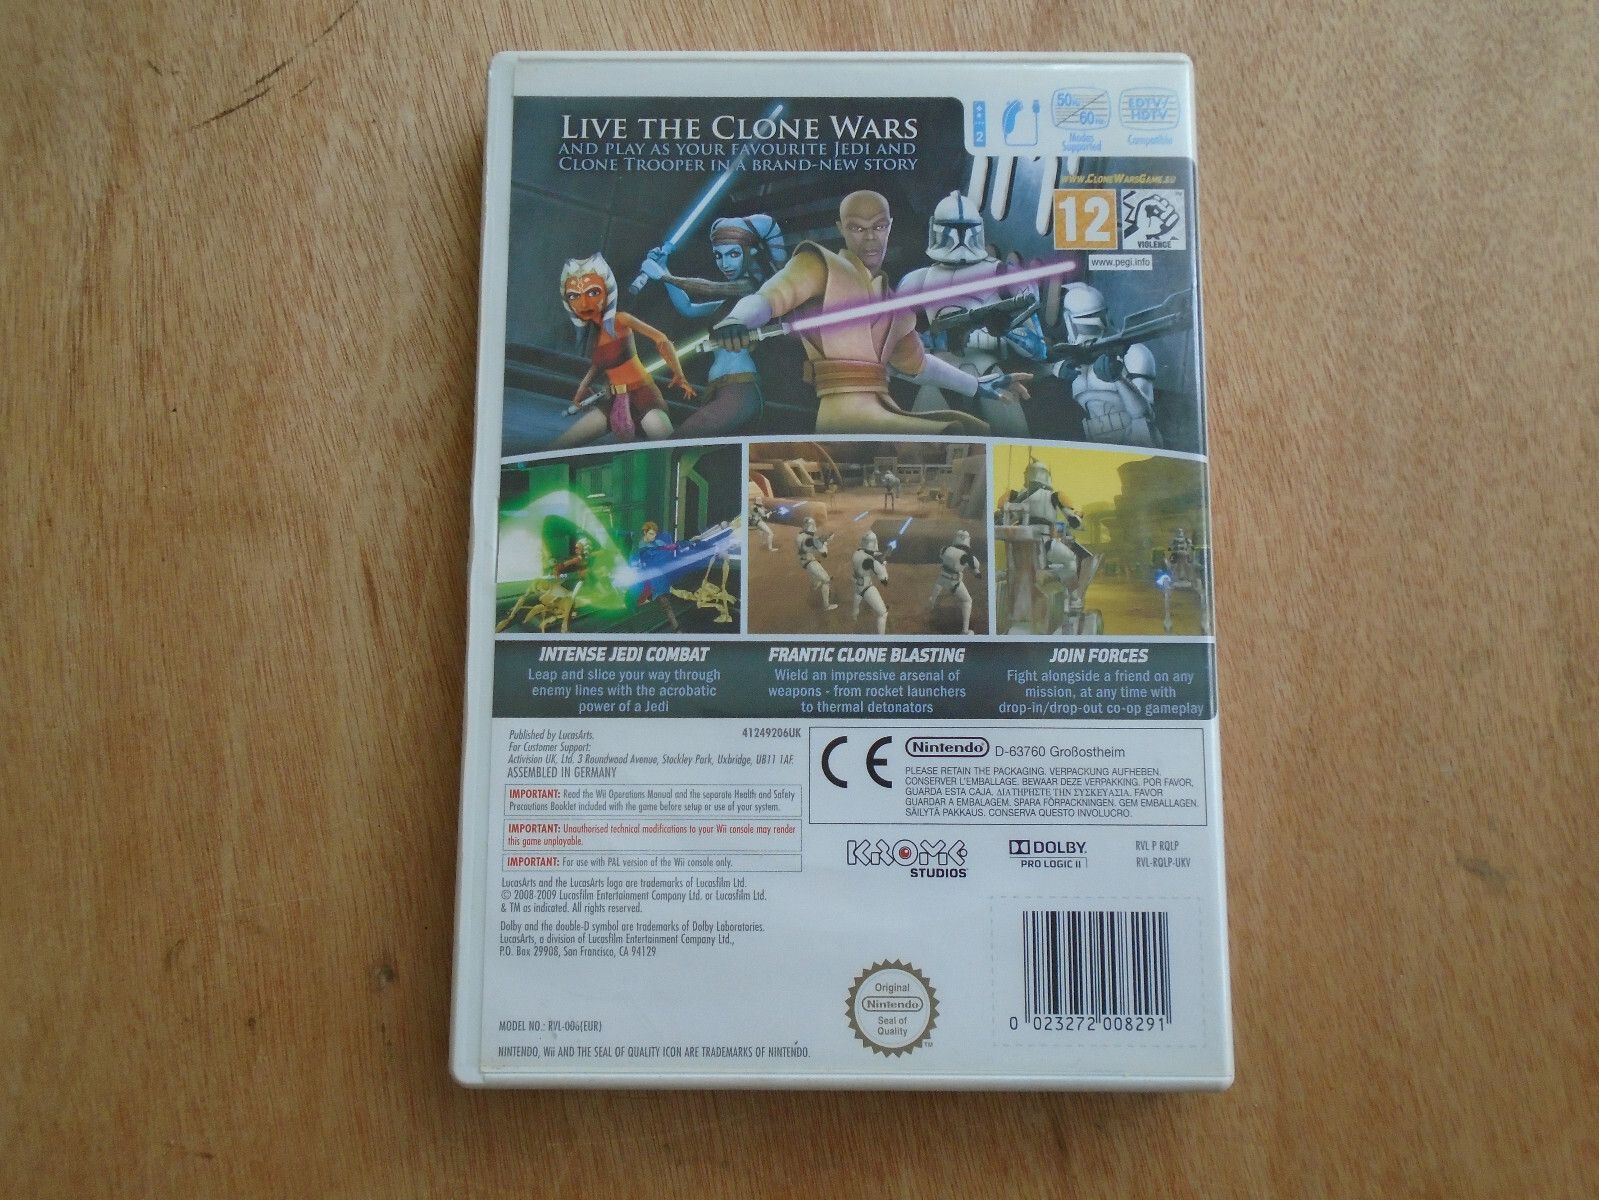 LIVE THE CLONE WARS
AND PLAY AS YOUR FAVOURITE JEDI AND
CLONE TROOPER IN A BRAND-NEW STORY
2
50Hz
60Hz
Modes
Supported
EDTV/
HDTV
Compatible
WWW.CLONEWARSGAME.EU
12
VIOLENCE
www.pegi.info
INTENSE JEDI COMBAT
Leap and slice your way through
enemy lines with the acrobatic
power of a Jedi
FRANTIC CLONE BLASTING
Wield an impressive arsenal of
weapons - from rocket launchers
to thermal detonators
JOIN FORCES
Fight alongside a friend on any
mission, at any time with
drop-in/drop-out co-op gameplay
Published by LucasArts.
41249206UK
For Customer Support:
Activision UK, Ltd. 3 Roundwood Avenue, Stockley Park, Uxbridge, UB11 1AF.
ASSEMBLED IN GERMANY
IMPORTANT: Read the Wii Operations Manual and the separate Health and Safety
Precautions Booklet included with the game before setup or use of your system.
IMPORTANT: Unauthorised technical modifications to your Wii console may render
this game unplayable.
IMPORTANT: For use with PAL version of the Wii console only.
LucasArts and the LucasArts logo are trademarks of Lucasfilm Ltd.
© 2008-2009 Lucasfilm Entertainment Company Ltd. or Lucasfilm Ltd.
& TM as indicated. All rights reserved.
Dolby and the double-D symbol are trademarks of Dolby Laboratories.
LucasArts, a division of Lucasfilm Entertainment Company Ltd.,
P.O. Box 29908, San Francisco, CA 94129
MODEL NO.: RVL-006(EUR)
NINTENDO, Wii AND THE SEAL OF QUALITY ICON ARE TRADEMARKS OF NINTENDO.
CE
Nintendo D-63760 Großostheim
PLEASE RETAIN THE PACKAGING. VERPACKUNG AUFHEBEN.
CONSERVER L'EMBALLAGE. BEWAAR DEZE VERPAKKING. POR FAVOR,
GUARDA ESTA CAJA. ΔΙΑΤΗΡΗΣΤΕ ΤΗΝ ΣΥΣΚΕΥΑΣΙΑ. FAVOR
GUARDAR A EMBALAGEM. SPARA FÖRPACKNINGEN. GEM EMBALLAGEN.
SÄILYTÄ PAKKAUS. CONSERVA QUESTO INVOLUCRO.
KROME
STUDIOS
DOLBY
PRO LOGIC II
RVL P RQLP
RVL-RQLP-UKV
Original
Nintendo
Seal of
Quality
TM
0 023272 008291